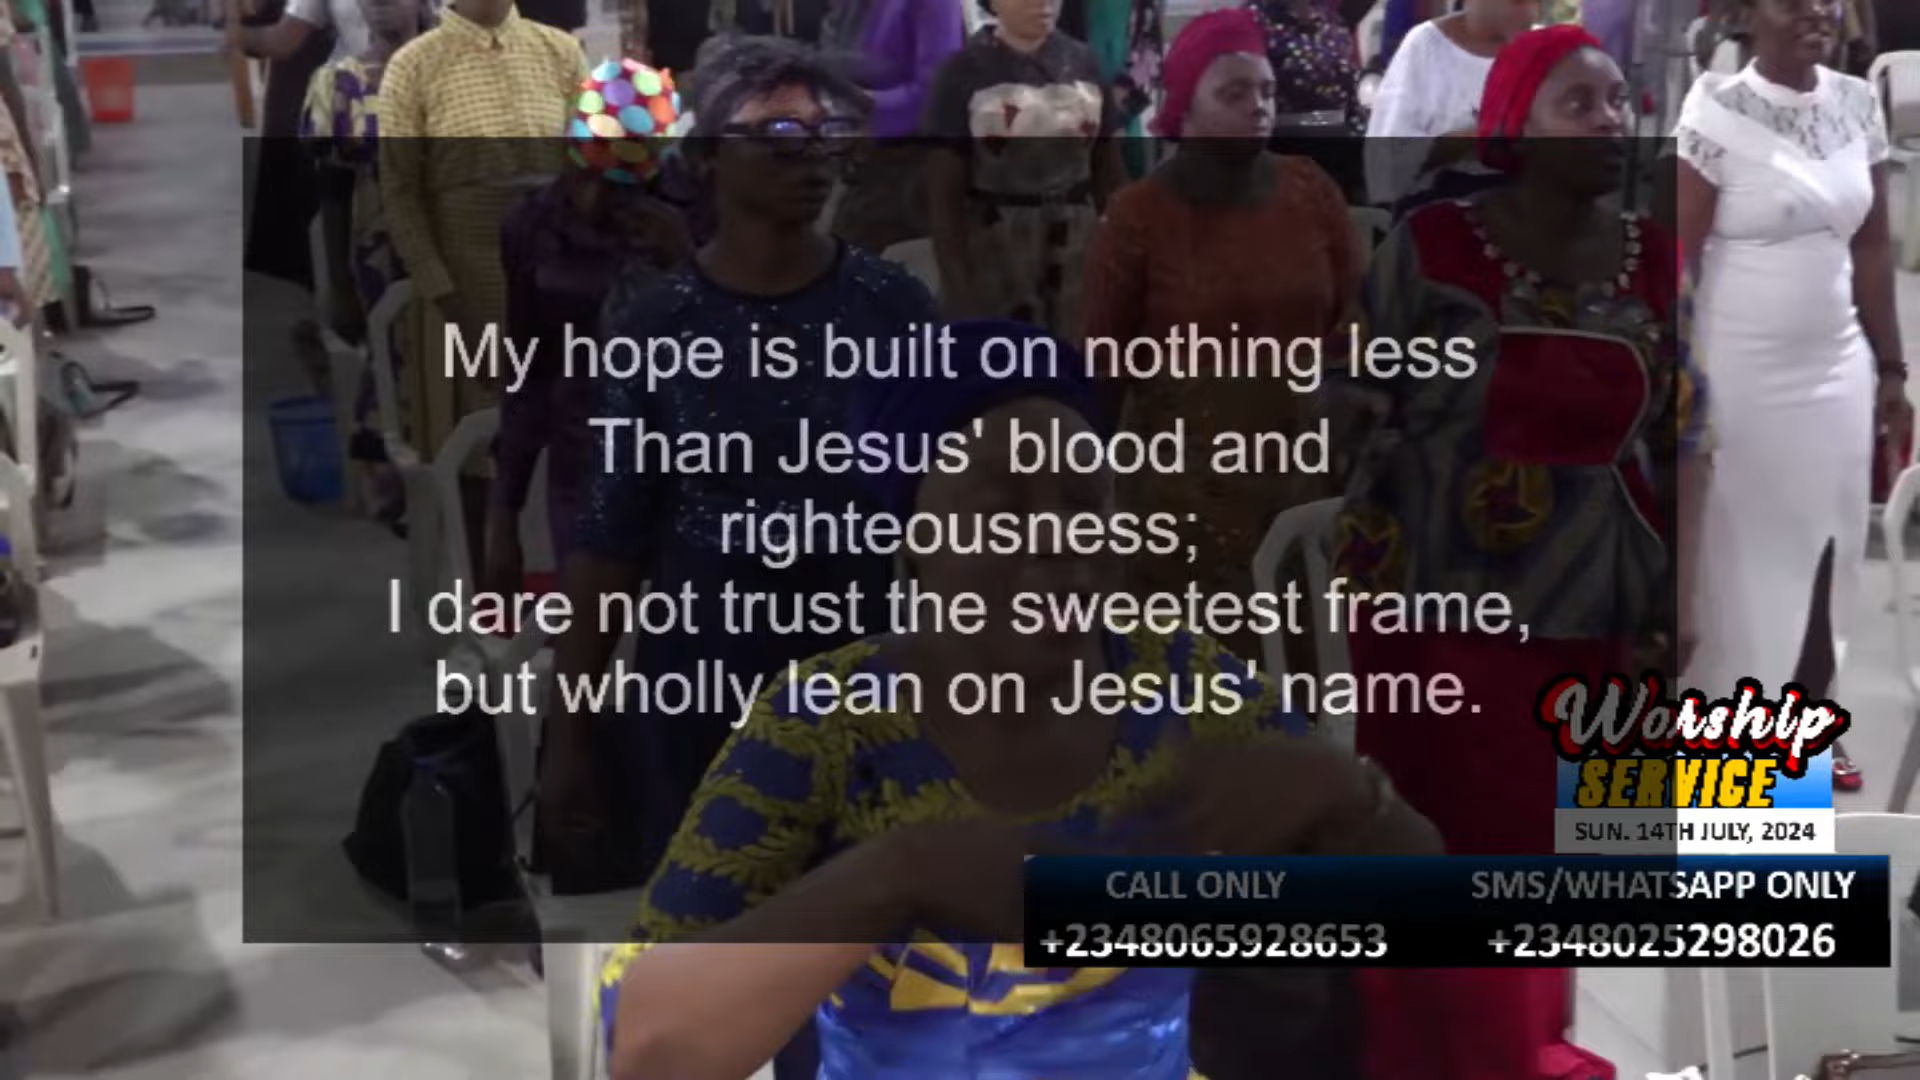 My hope is built on nothing less
Than Jesus' blood and
righteousness;
I dare not trust the sweetest frame,
but wholly lean on Jesus' name.
Worship
SERVICE
SUN. 14TH JULY, 2024
CALL ONLY
SMS/WHATSAPP ONLY
+2348065928653
+2348025298026